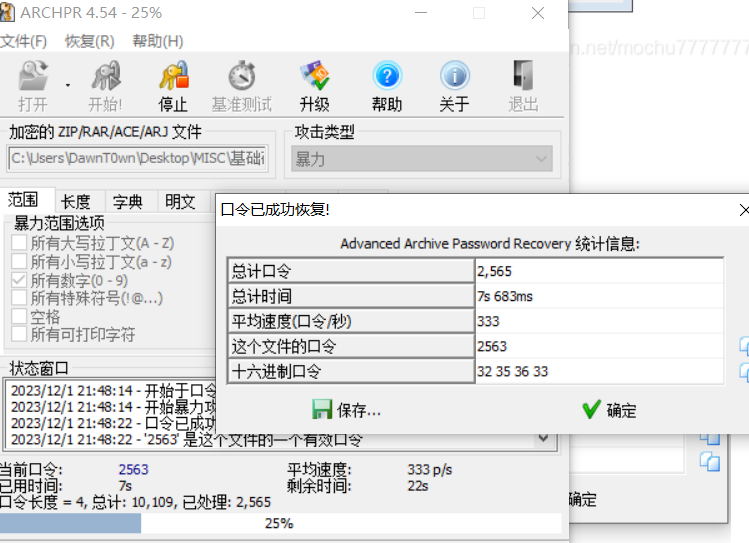 ARCHPR 4.54 - 25%
文件(F) 恢复(R) 帮助(H)
打开 开始! 停止 基准测试 升级 帮助 关于 退出
加密的 ZIP/RAR/ACE/ARJ 文件
攻击类型
C:\Users\DawnT0wn\Desktop\MISC\基础
暴力
范围 长度 字典 明文
暴力范围选项
所有大写拉丁文(A - Z)
所有小写拉丁文(a - z)
所有数字(0 - 9)
所有特殊符号(!@...)
空格
所有可打印字符
口令已成功恢复!
Advanced Archive Password Recovery 统计信息:
总计口令 2,565
总计时间 7s 683ms
平均速度(口令/秒) 333
这个文件的口令 2563
十六进制口令 32 35 36 33
保存... 确定
状态窗口
2023/12/1 21:48:14 - 开始于口令
2023/12/1 21:48:14 - 开始暴力攻
2023/12/1 21:48:22 - 口令已成功
2023/12/1 21:48:22 - '2563' 是这个文件的一个有效口令
当前口令: 2563 平均速度: 333 p/s
已用时间: 7s 剩余时间: 22s
口令长度 = 4, 总计: 10,109, 已处理: 2,565
25%
确定
n.net/mochu7777777